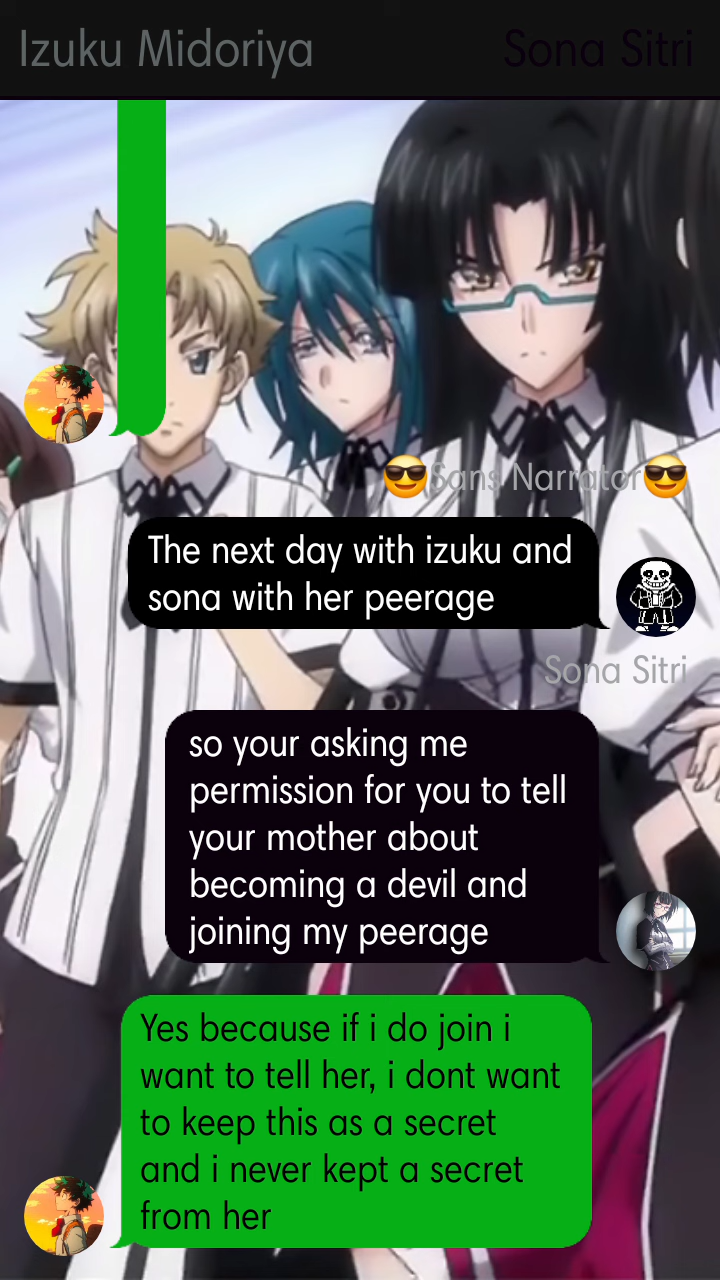 Izuku Midoriya
Sona Sitri
😎Sans Narrator😎
The next day with izuku and
sona with her peerage
Sona Sitri
so your asking me
permission for you to tell
your mother about
becoming a devil and
joining my peerage
Yes because if i do join i
want to tell her, i dont want
to keep this as a secret
and i never kept a secret
from her